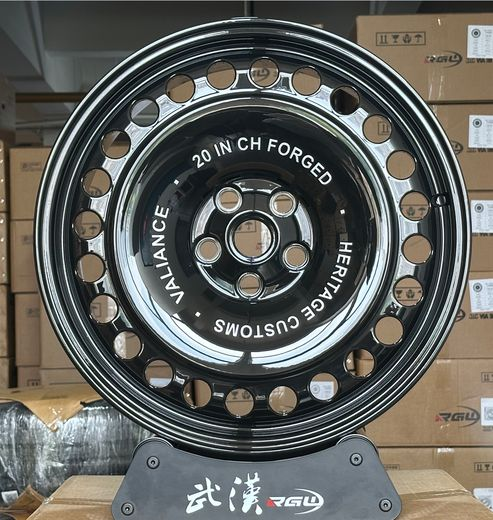 20 IN CH FORGED
HERITAGE CUSTOMS
VALIANCE
武漢 RGW
RGW